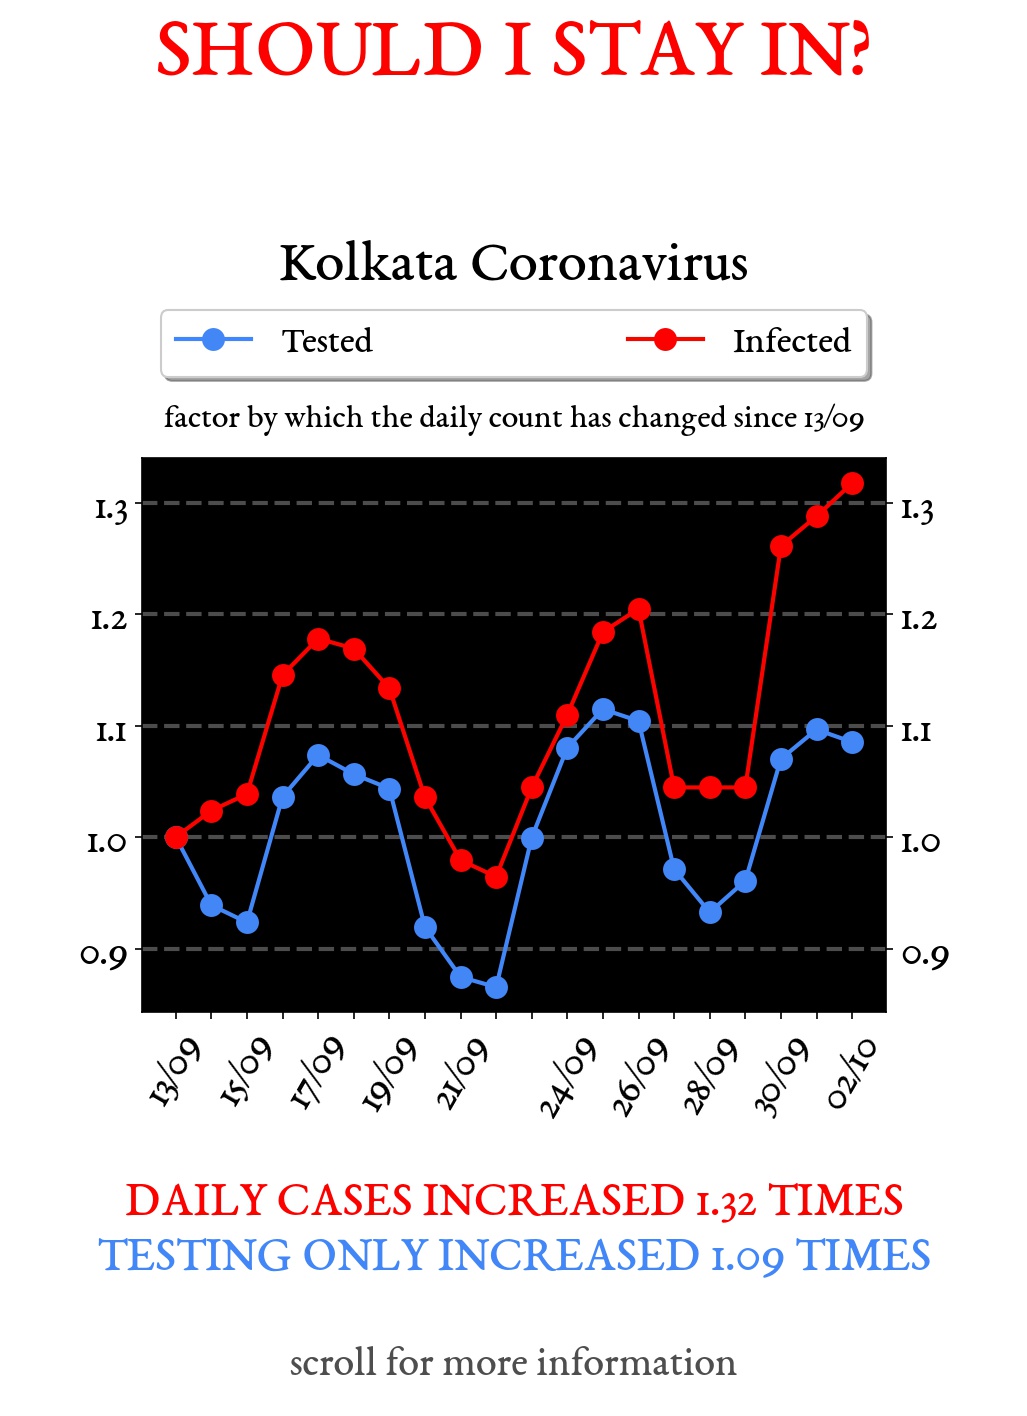 SHOULD I STAY IN?
Kolkata Coronavirus
Tested Infected
factor by which the daily count has changed since 13/09
1.3 1.3
1.2 1.2
1.1 1.1
1.0 1.0
0.9 0.9
13/09 15/09 17/09 19/09 21/09 24/09 26/09 28/09 30/09 02/10
DAILY CASES INCREASED 1.32 TIMES
TESTING ONLY INCREASED 1.09 TIMES
scroll for more information